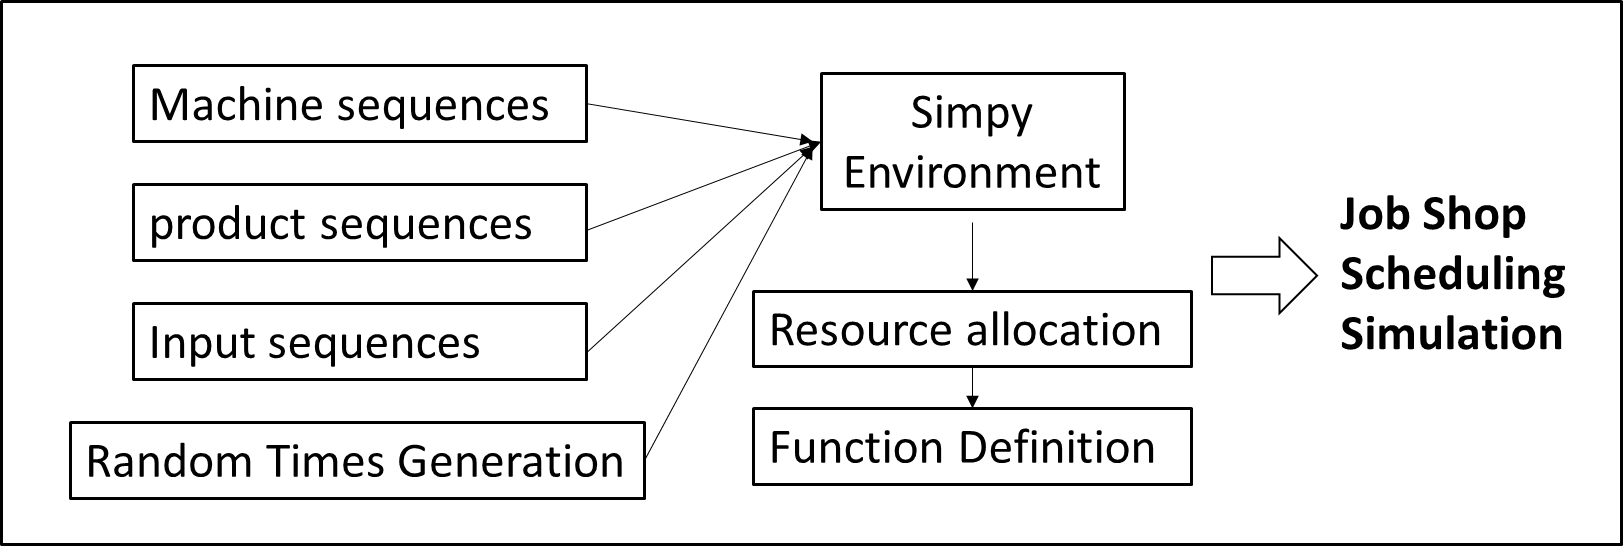 Machine sequences
product sequences
Input sequences
Random Times Generation
Simpy
Environment
Resource allocation
Function Definition
Job Shop
Scheduling
Simulation